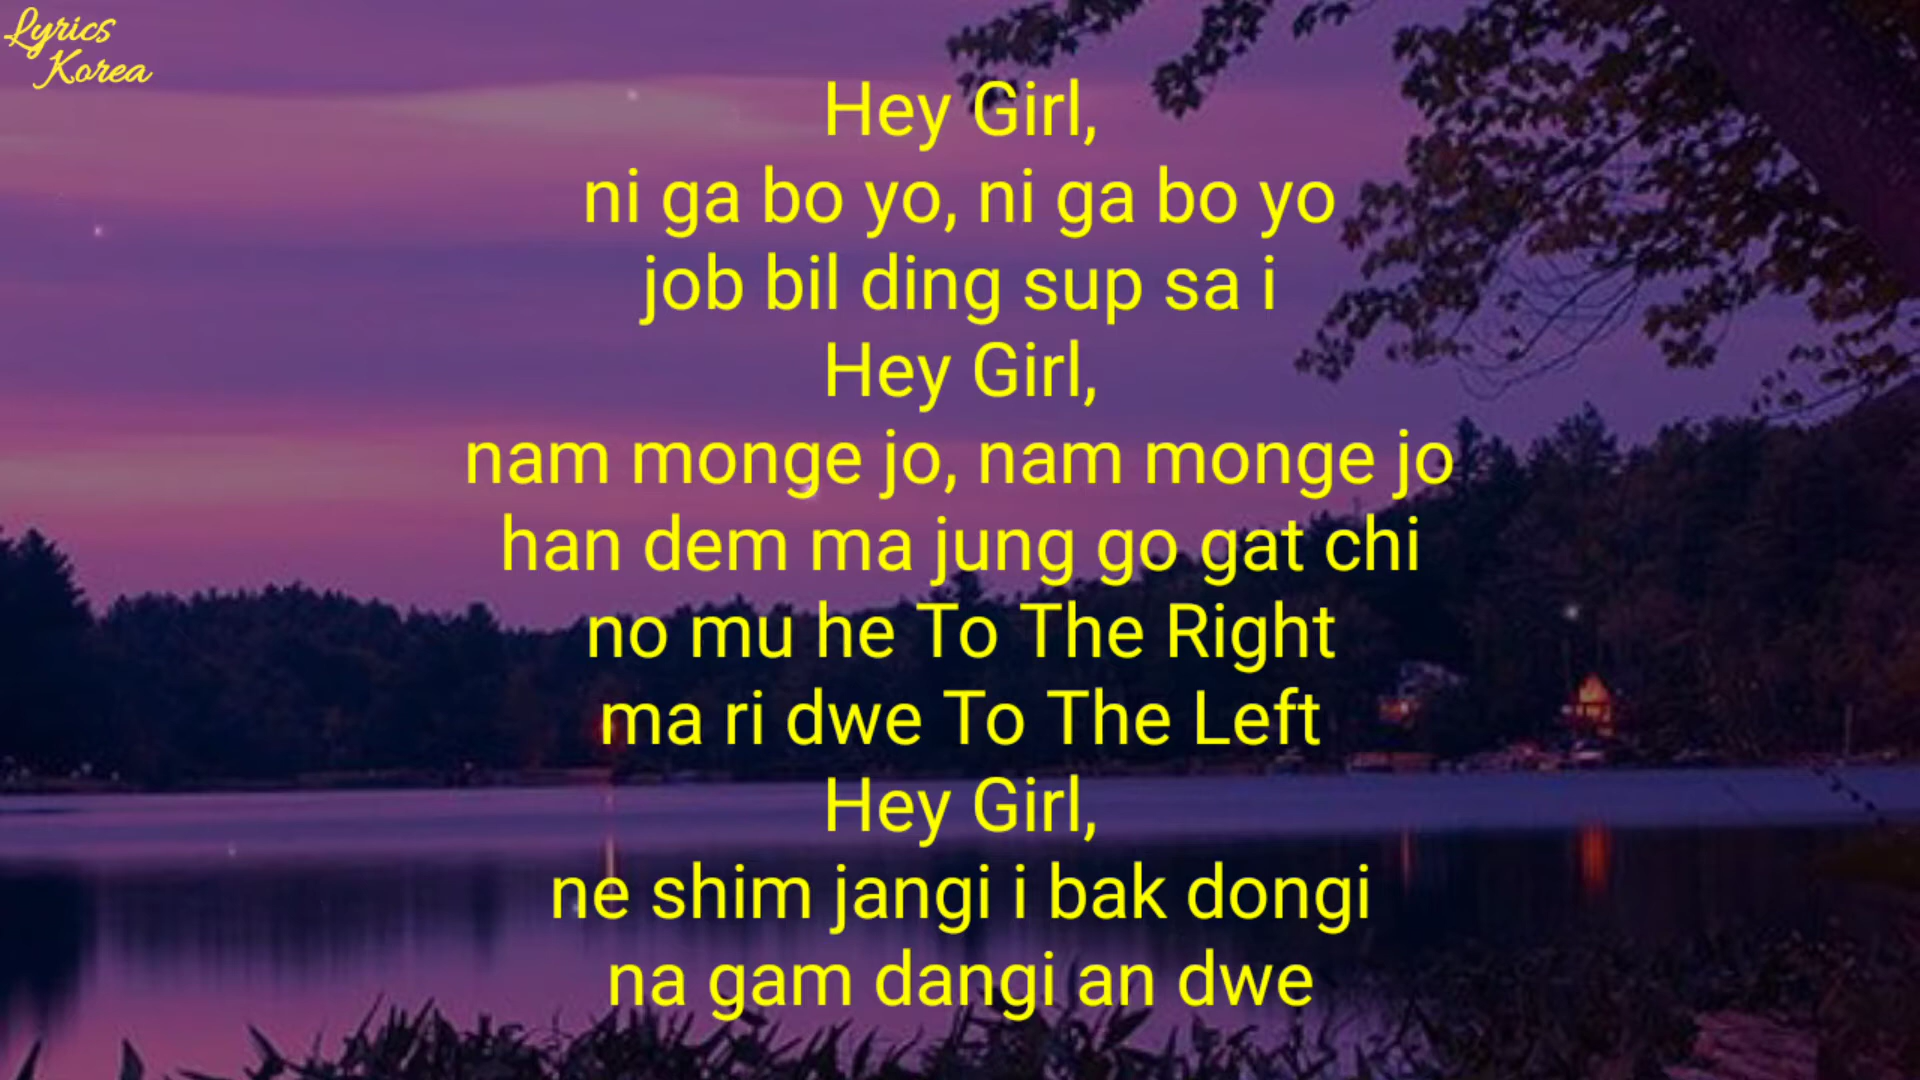 Lyrics
Korea
Hey Girl,
ni ga bo yo, ni ga bo yo
job bil ding sup sa i
Hey Girl,
nam monge jo, nam monge jo
han dem ma jung go gat chi
no mu he To The Right
ma ri dwe To The Left
Hey Girl,
ne shim jangi i bak dongi
na gam dangi an dwe